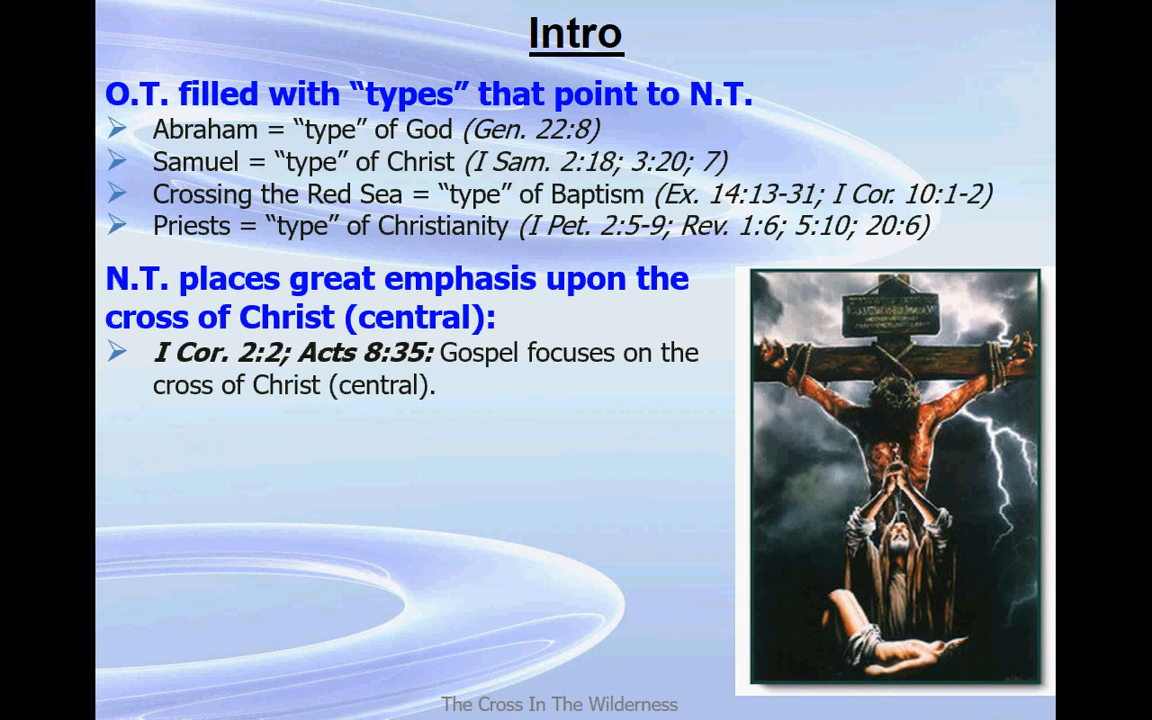 Intro
O.T. filled with “types” that point to N.T.
Abraham = “type” of God (Gen. 22:8)
Samuel = “type” of Christ (I Sam. 2:18; 3:20; 7)
Crossing the Red Sea = “type” of Baptism (Ex. 14:13-31; I Cor. 10:1-2)
Priests = “type” of Christianity (I Pet. 2:5-9; Rev. 1:6; 5:10; 20:6)
N.T. places great emphasis upon the
cross of Christ (central):
I Cor. 2:2; Acts 8:35: Gospel focuses on the
cross of Christ (central).
The Cross In The Wilderness